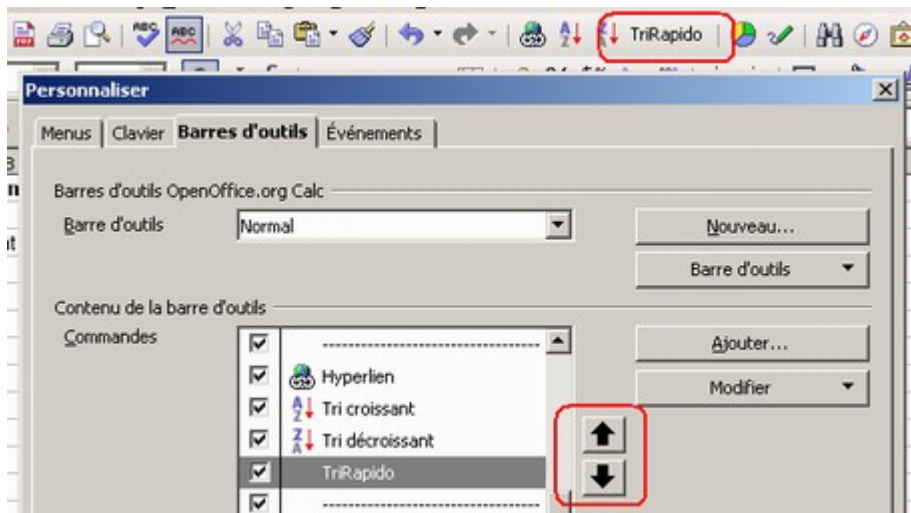 TriRapido
Personnaliser
Menus Clavier Barres d'outils Événements
Barres d'outils OpenOffice.org Calc
Barre d'outils Normal Nouveau...
Barre d'outils
Contenu de la barre d'outils
Commandes Ajouter...
Hyperlien
Modifier
Tri croissant
Tri décroissant
TriRapido